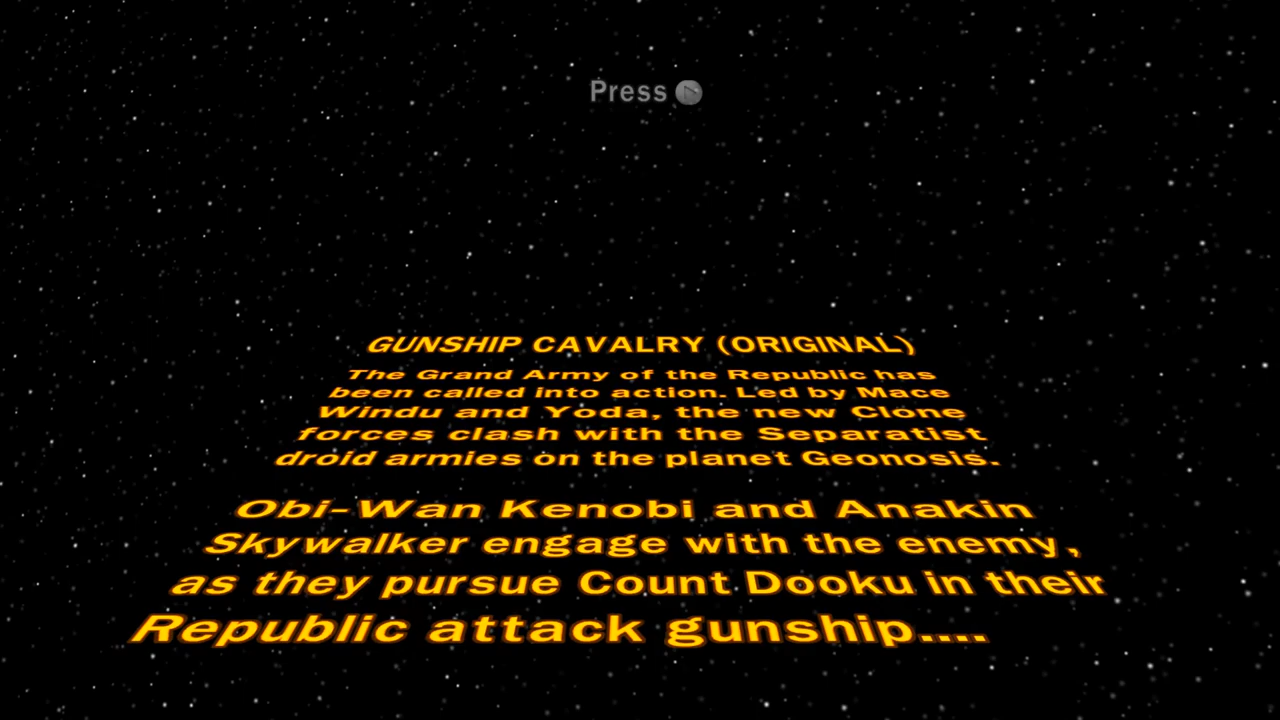 Press
GUNSHIP CAVALRY (ORIGINAL)
The Grand Army of the Republic has
been called into action. Led by Mace
Windu and Yoda, the new Clone
forces clash with the Separatist
droid armies on the planet Geonosis.
Obi-Wan Kenobi and Anakin
Skywalker engage with the enemy,
as they pursue Count Dooku in their
Republic attack gunship....